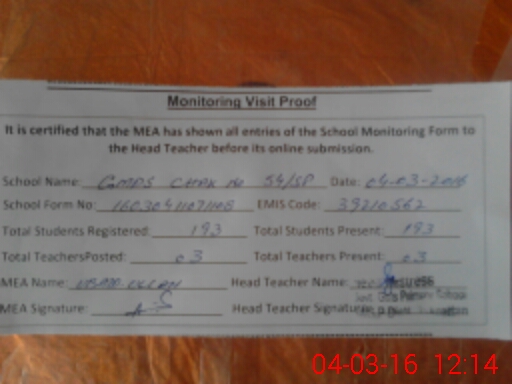 Monitoring Visit Proof
It is certified that the MEA has shown all entries of the School Monitoring Form to
the Head Teacher before its online submission.
School Name: GMPS CHAK No 54/SP Date: 04-03-2016
School Form No: EMIS Code: 39210562
Total Students Registered: 193 Total Students Present: 193
Total TeachersPosted: 03 Total Teachers Present: 03
MEA Name: Head Teacher Name:
MEA Signature: Head Teacher Signature:
04-03-16 12:14